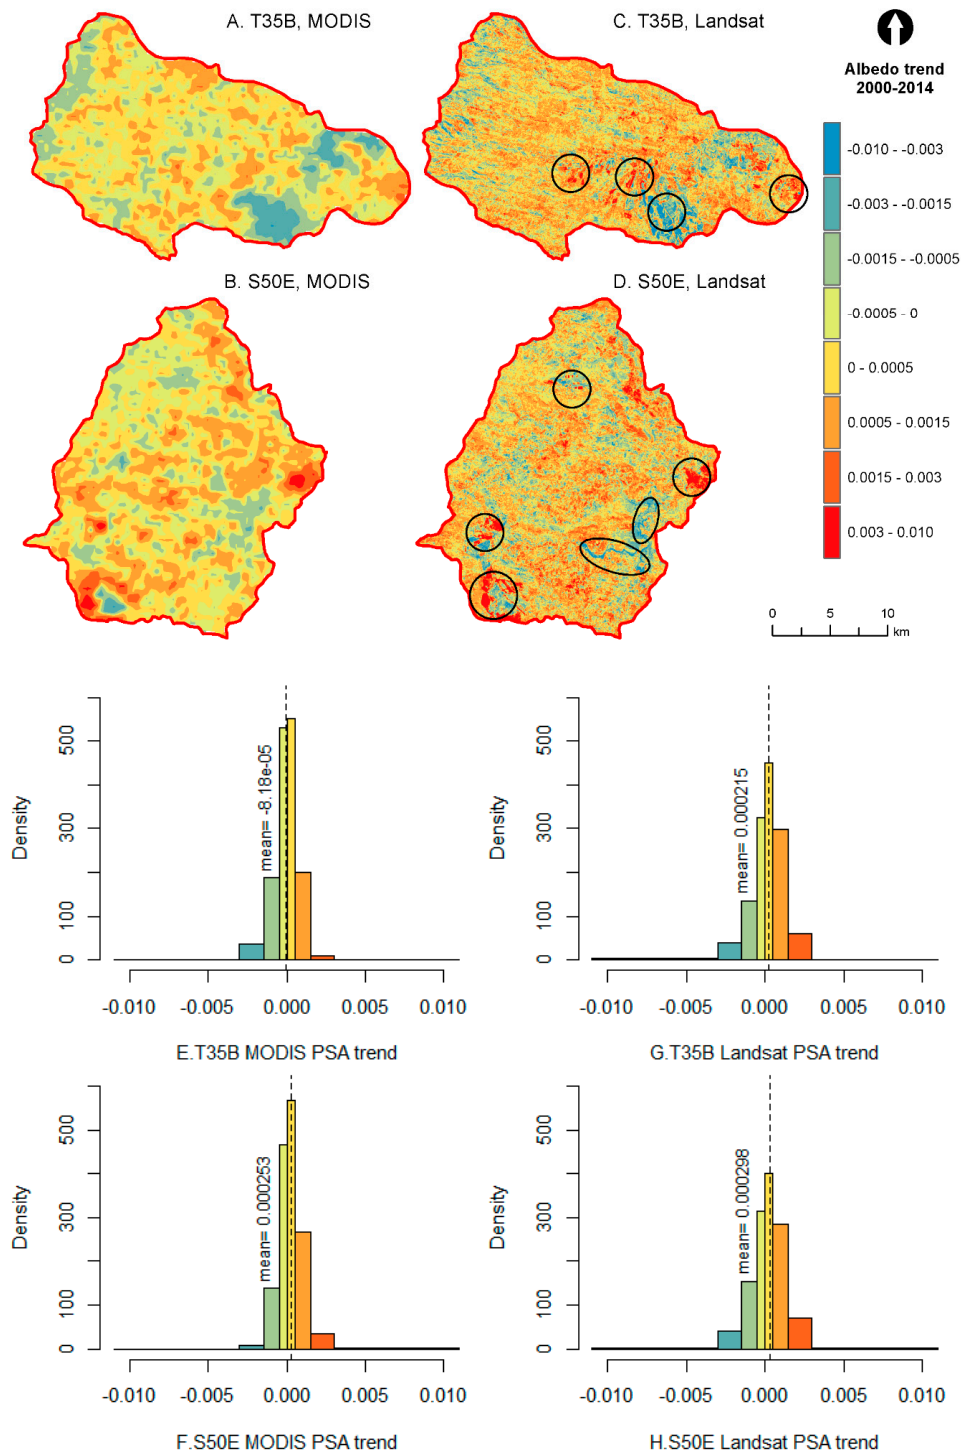 A. T35B, MODIS
C. T35B, Landsat
Albedo trend
2000-2014
-0.010 - -0.003
-0.003 - -0.0015
-0.0015 - -0.0005
-0.0005 - 0
0 - 0.0005
0.0005 - 0.0015
0.0015 - 0.003
0.003 - 0.010
B. S50E, MODIS
D. S50E, Landsat
0 5 10
km
Density
0 100 300 500
mean= -8.18e-05
-0.010 -0.005 0.000 0.005 0.010
E.T35B MODIS PSA trend
Density
0 100 300 500
mean= 0.000215
-0.010 -0.005 0.000 0.005 0.010
G.T35B Landsat PSA trend
Density
0 100 300 500
mean= 0.000253
-0.010 -0.005 0.000 0.005 0.010
F.S50E MODIS PSA trend
Density
0 100 300 500
mean= 0.000298
-0.010 -0.005 0.000 0.005 0.010
H.S50E Landsat PSA trend